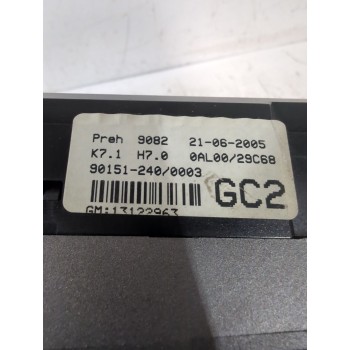 Preh 9082 21-06-2005
K7.1 H7.0 0AL00/29C68
90151-240/0003
GC2
GM:13122963